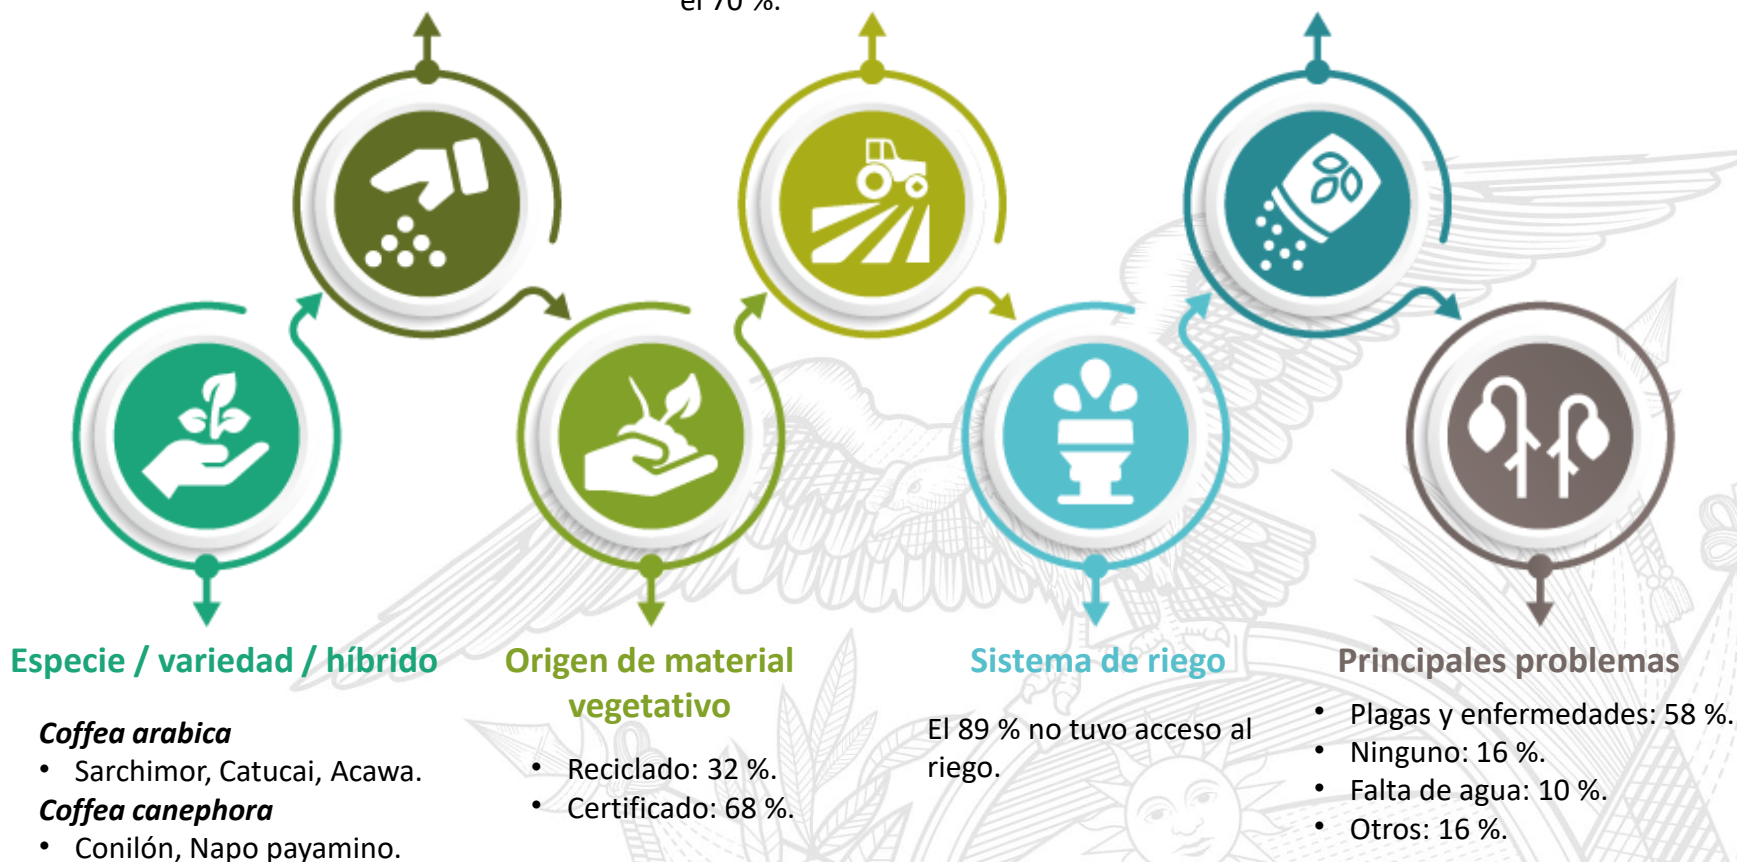 el 70 %.
Especie / variedad / híbrido
Coffea arabica
• Sarchimor, Catucai, Acawa.
Coffea canephora
• Conilón, Napo payamino.
Origen de material
vegetativo
• Reciclado: 32 %.
• Certificado: 68 %.
Sistema de riego
El 89 % no tuvo acceso al
riego.
Principales problemas
• Plagas y enfermedades: 58 %.
• Ninguno: 16 %.
• Falta de agua: 10 %.
• Otros: 16 %.